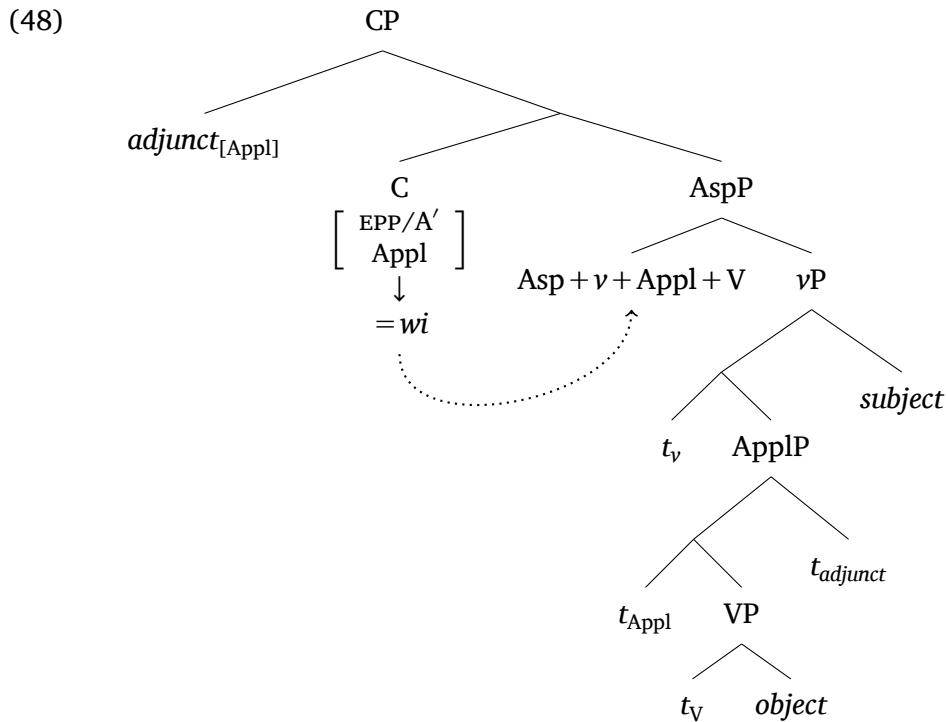 (48) CP
adjunct[Appl]
C AspP
[ EPP/A′
Appl ]
↓
=wi
Asp+v+Appl+V vP
subject
tv ApplP
tadjunct
tAppl VP
tV object